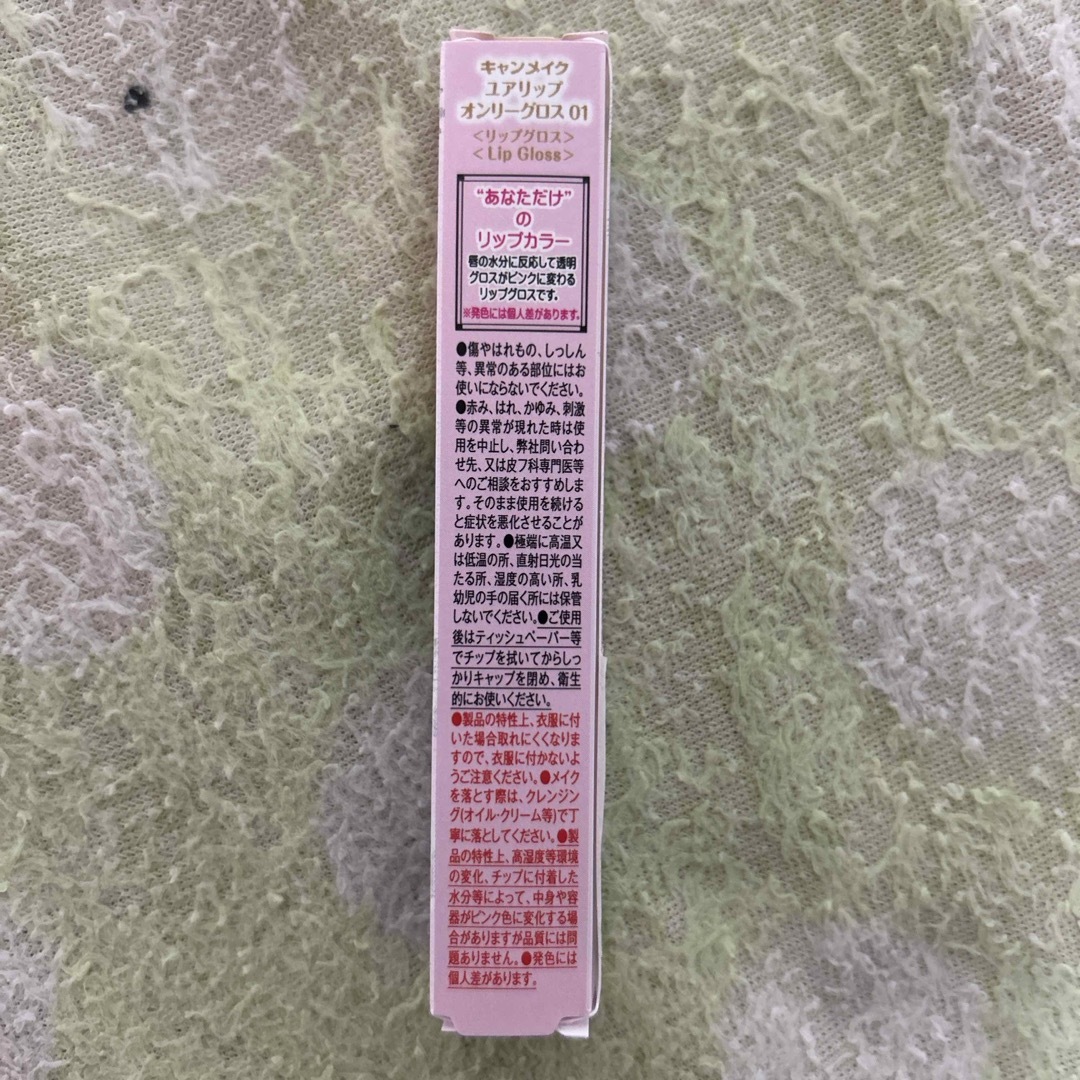 キャンメイク
ユアリップ
オンリーグロス 01
<リップグロス>
< Lip Gloss>
“あなただけ”
の
リップカラー
唇の水分に反応して透明
グロスがピンクに変わる
リップグロスです。
※発色には個人差があります。
●傷やはれもの、しっしん
等、異常のある部位にはお
使いにならないでください。
●赤み、はれ、かゆみ、刺激
等の異常が現れた時は使
用を中止し、弊社問い合わ
せ先、又は皮フ科専門医等
へのご相談をおすすめしま
す。そのまま使用を続ける
と症状を悪化させることが
あります。●極端に高温又
は低温の所、直射日光の当
たる所、湿度の高い所、乳
幼児の手の届く所には保管
しないでください。●ご使用
後はティッシュペーパー等
でチップを拭いてからしっ
かりキャップを閉め、衛生
的にお使いください。
●製品の特性上、衣服に付
いた場合取れにくくなりま
すので、衣服に付かないよ
うご注意ください。●メイク
を落とす際は、クレンジン
グ(オイル・クリーム等)で丁
寧に落としてください。●製
品の特性上、高湿度等環境
の変化、チップに付着した
水分等によって、中身や容
器がピンク色に変化する場
合がありますが品質には問
題ありません。●発色には
個人差があります。